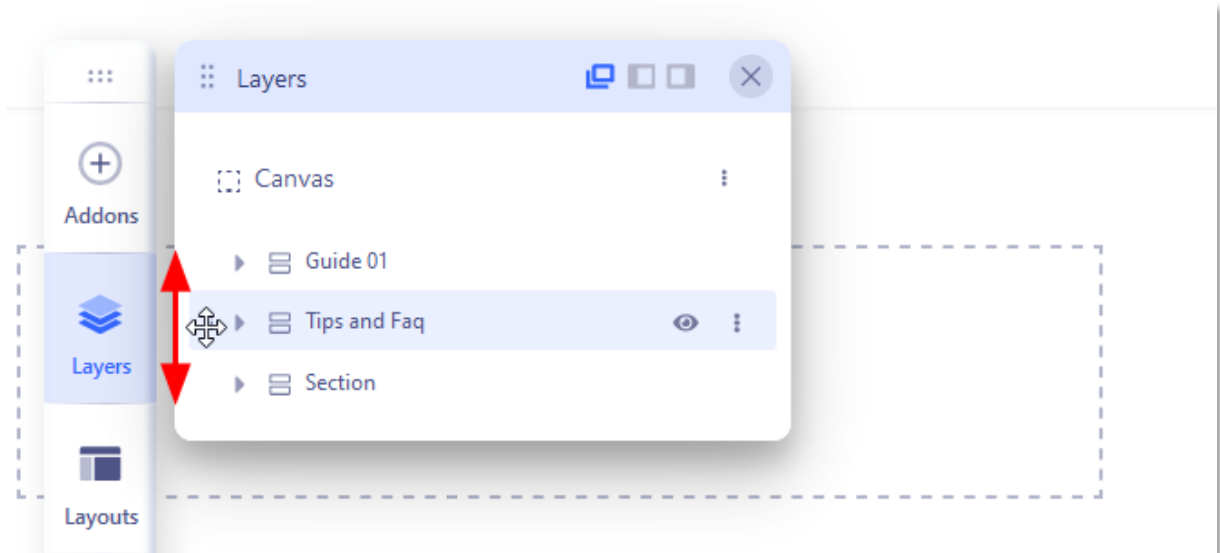 Layers
Canvas
Addons
Guide 01
Tips and Faq
Layers
Section
Layouts